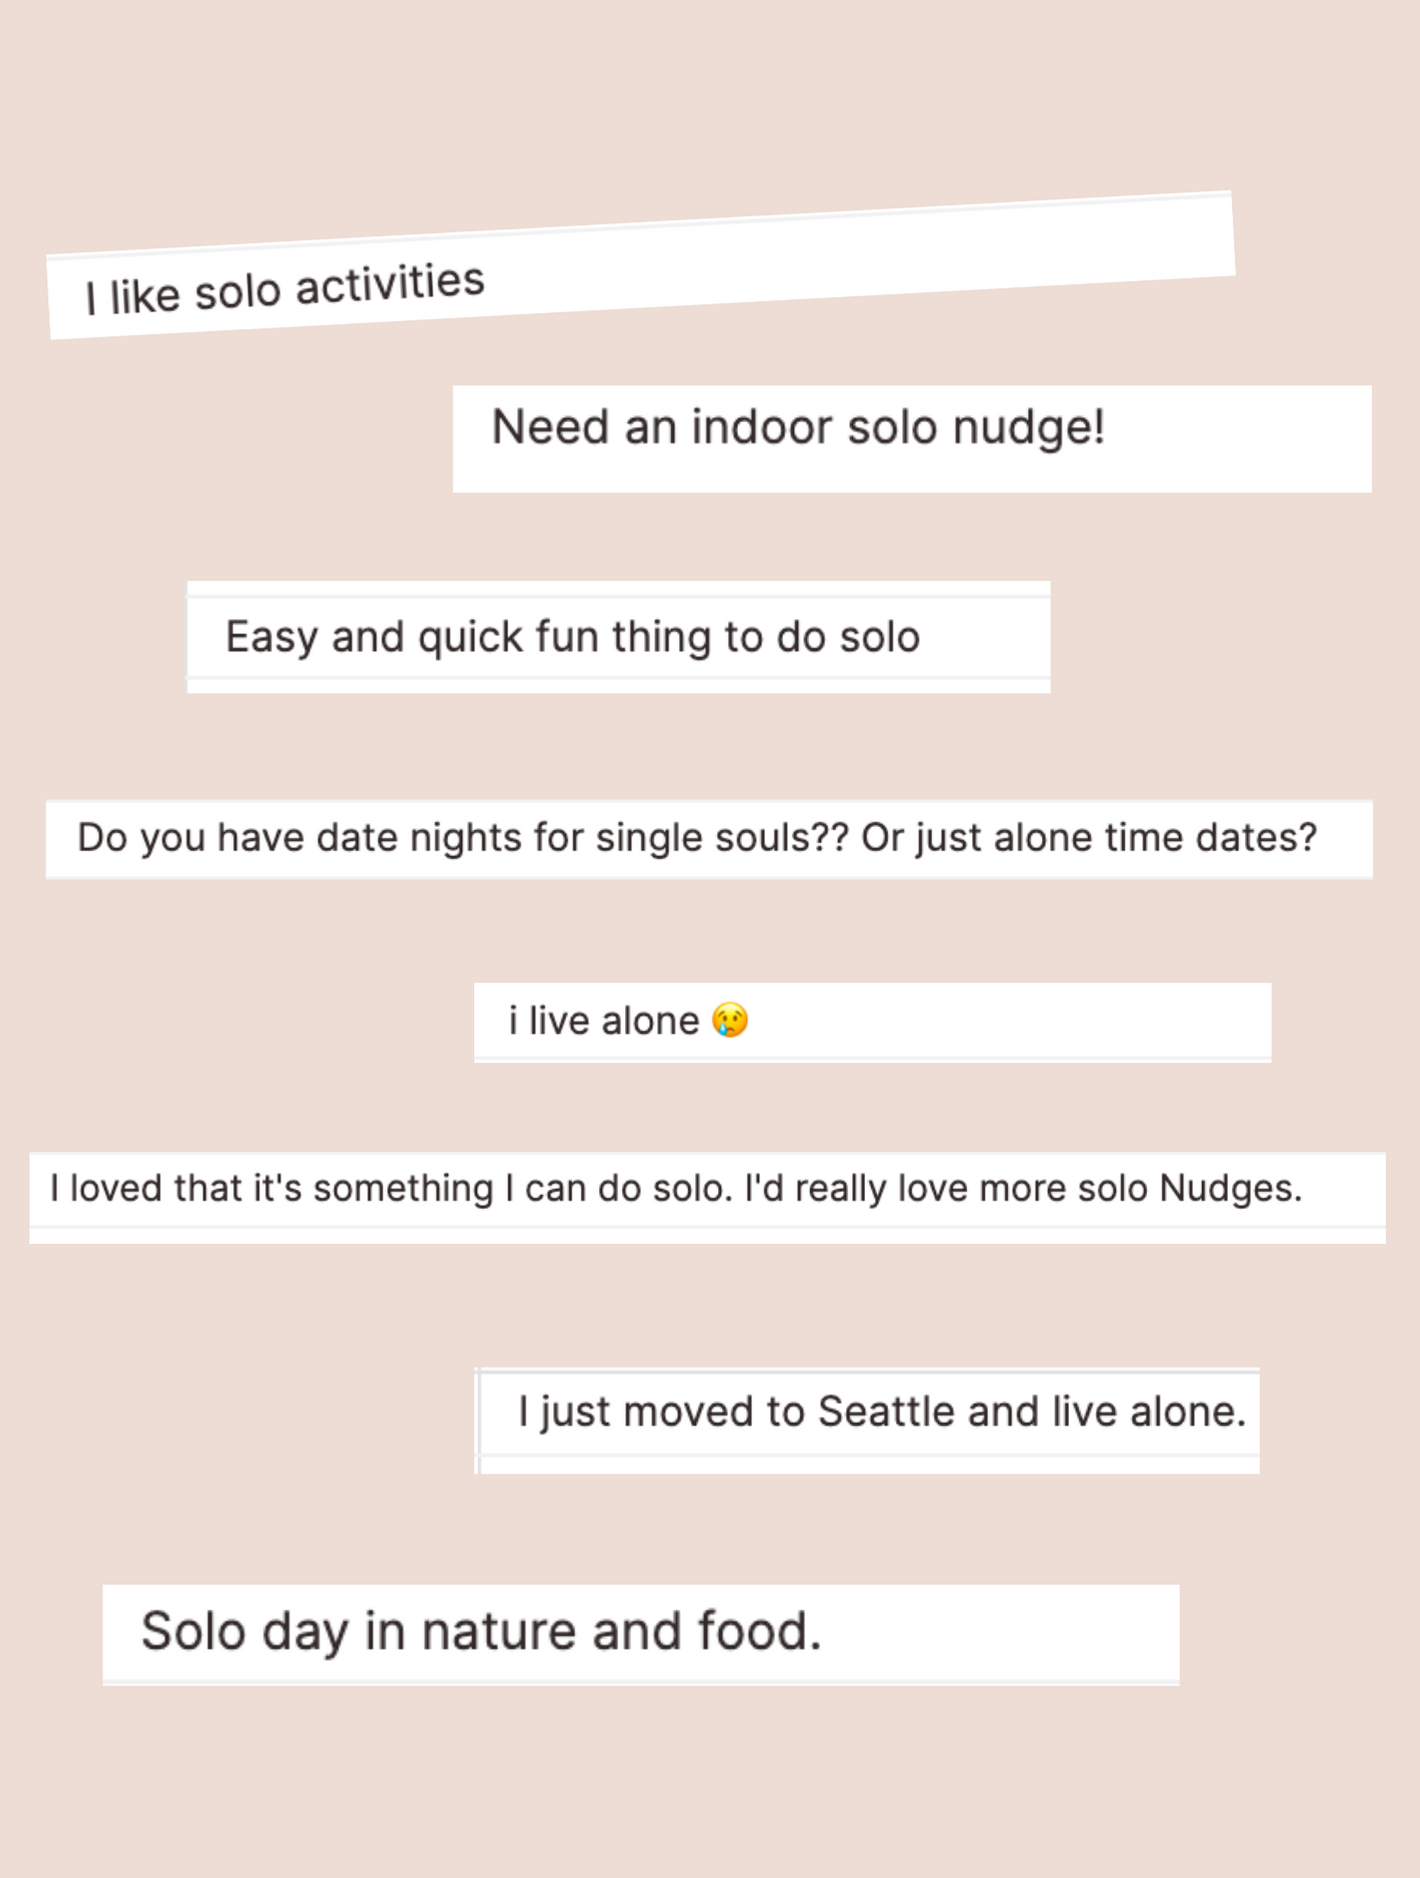 I like solo activities
Need an indoor solo nudge!
Easy and quick fun thing to do solo
Do you have date nights for single souls?? Or just alone time dates?
i live alone 😢
I loved that it's something I can do solo. I'd really love more solo Nudges.
I just moved to Seattle and live alone.
Solo day in nature and food.